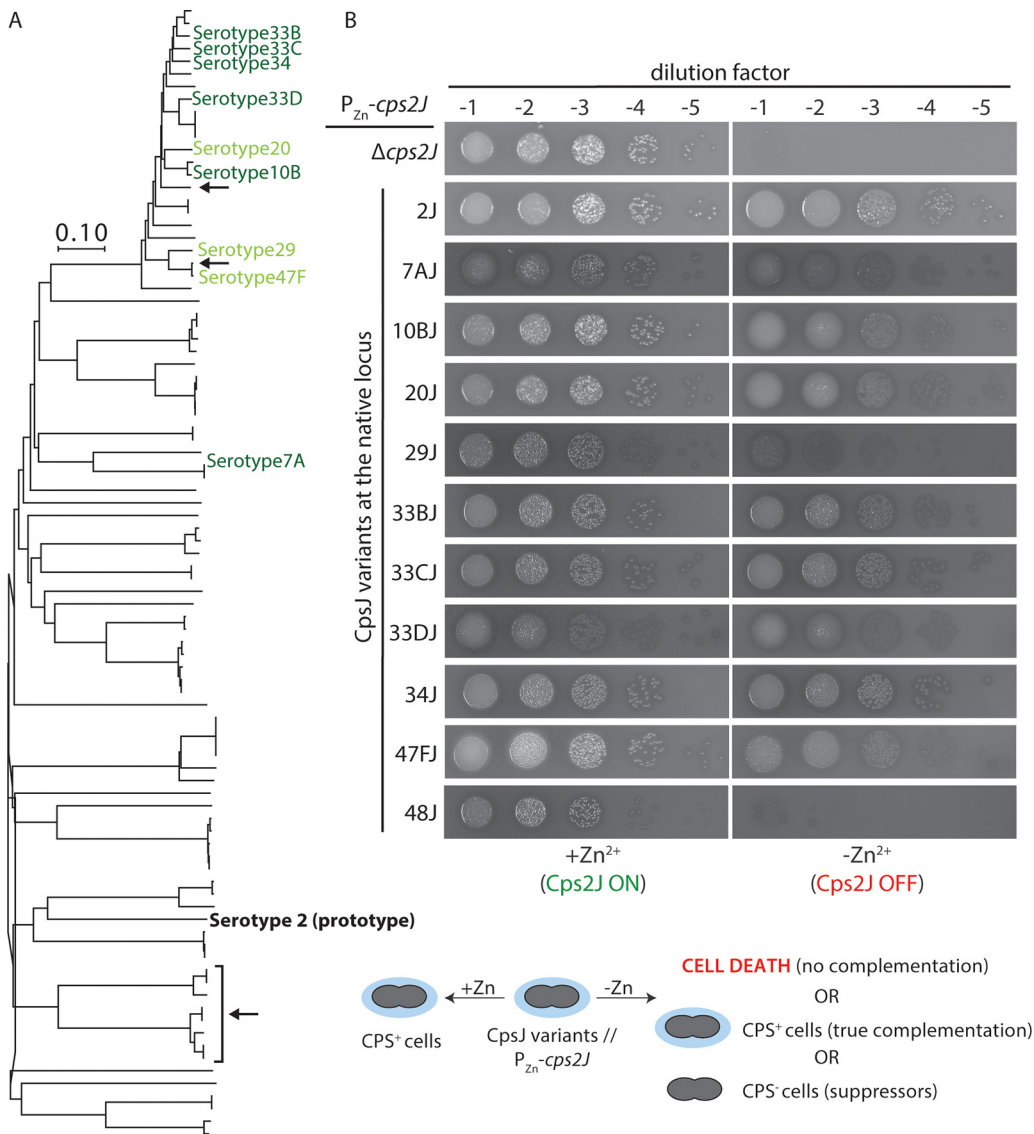 A
Serotype33B
Serotype33C
Serotype34
Serotype33D
Serotype20
Serotype10B
0.10
Serotype29
Serotype47F
Serotype7A
Serotype 2 (prototype)
B
dilution factor
P_Zn-cps2J -1 -2 -3 -4 -5 -1 -2 -3 -4 -5
Δcps2J
CpsJ variants at the native locus
2J
7AJ
10BJ
20J
29J
33BJ
33CJ
33DJ
34J
47FJ
48J
+Zn²⁺ -Zn²⁺
(Cps2J ON) (Cps2J OFF)
+Zn -Zn
CPS⁺ cells
CpsJ variants //
P_Zn-cps2J
CELL DEATH (no complementation)
OR
CPS⁺ cells (true complementation)
OR
CPS⁻ cells (suppressors)